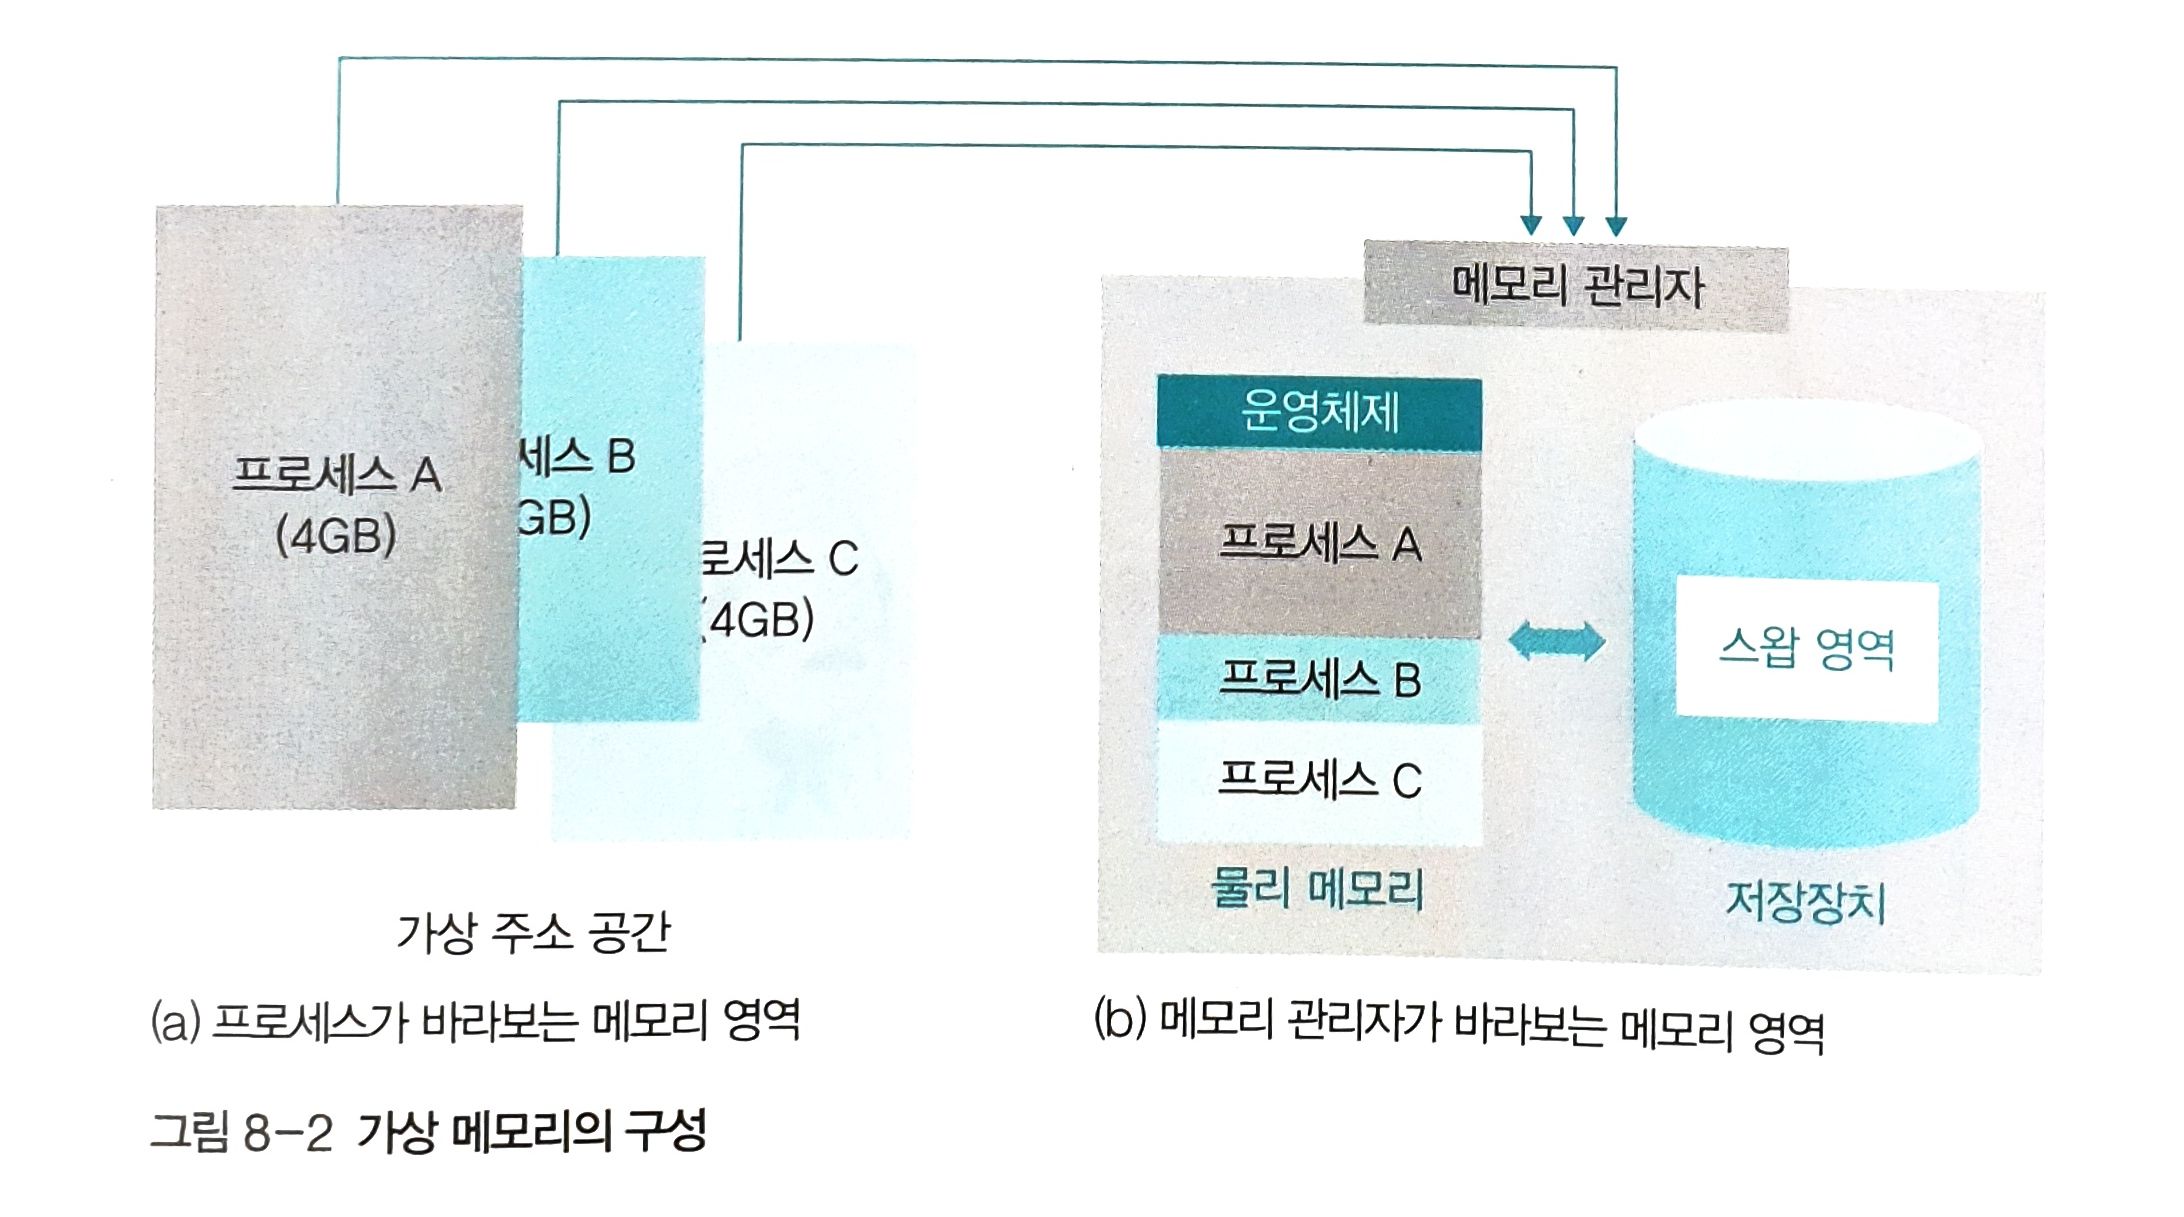 프로세스 A
(4GB)
세스 B
GB)
로세스 C
(4GB)
가상 주소 공간
(a) 프로세스가 바라보는 메모리 영역
메모리 관리자
운영체제
프로세스 A
프로세스 B
프로세스 C
물리 메모리
스왑 영역
저장장치
(b) 메모리 관리자가 바라보는 메모리 영역
그림 8-2 가상 메모리의 구성